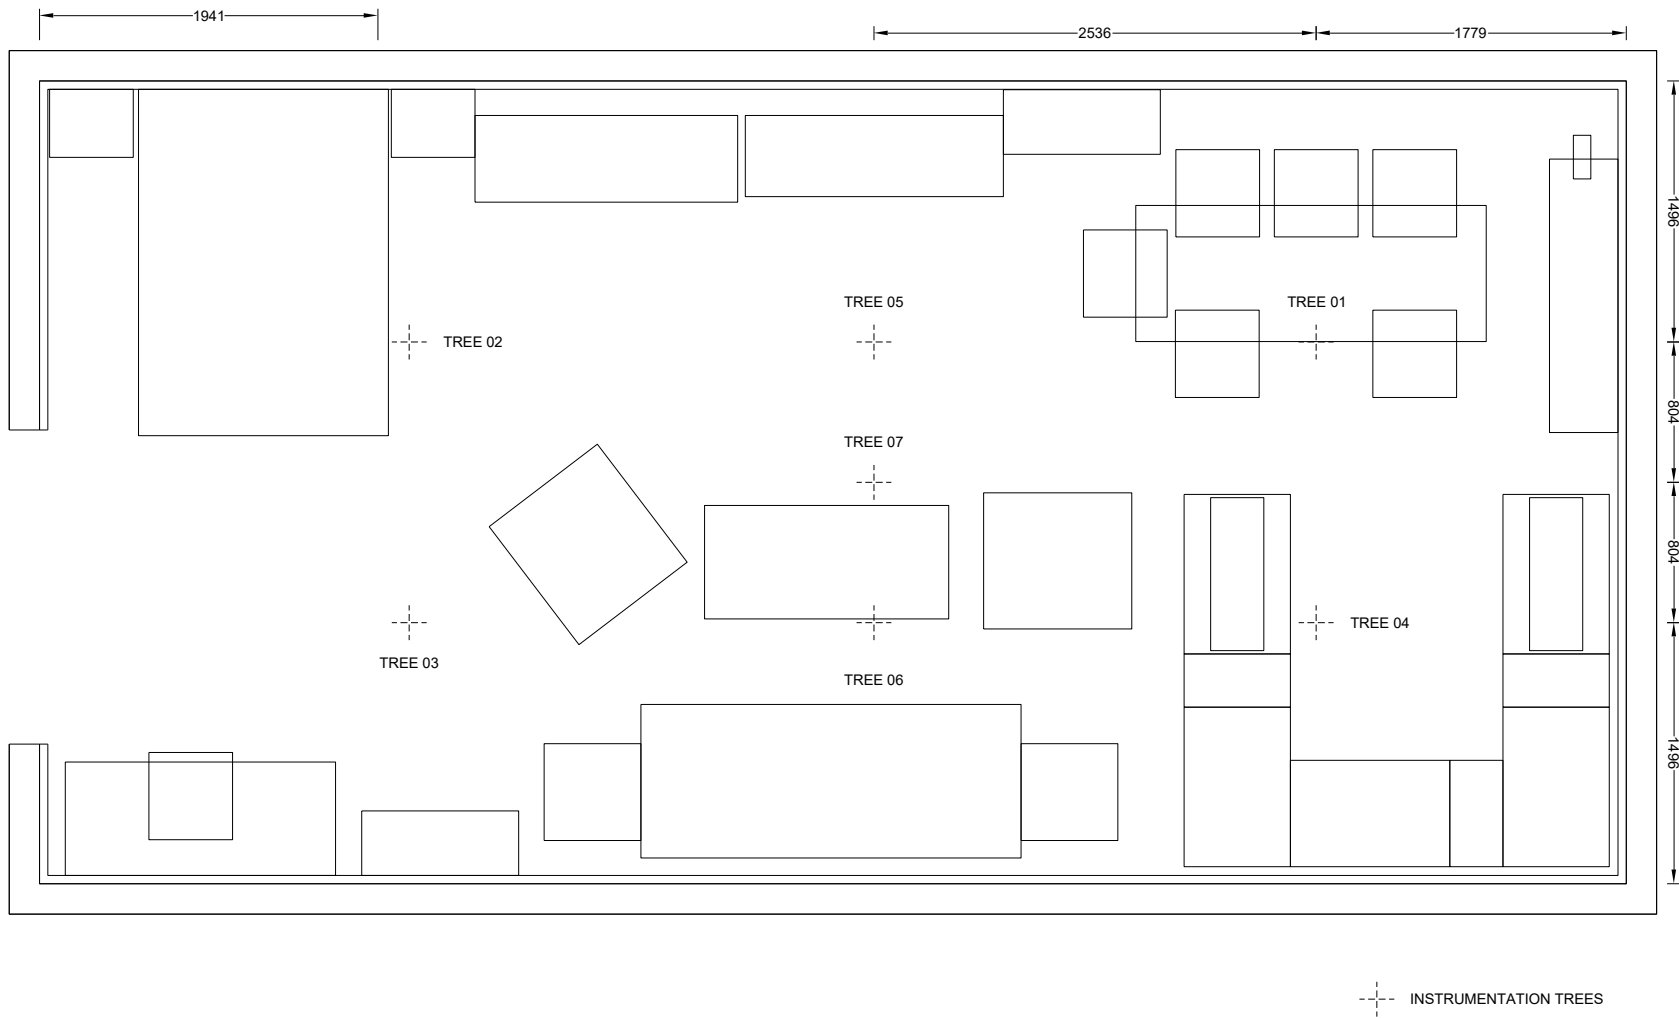 1941
2536
1779
1496
TREE 05
TREE 01
TREE 02
804
TREE 07
804
TREE 04
TREE 03
TREE 06
1496
INSTRUMENTATION TREES